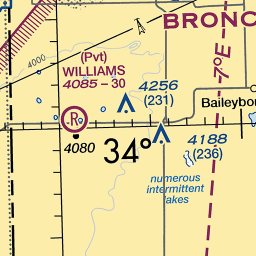 BRONC
(Pvt)
WILLIAMS
4085 - 30
4000
4256
(231)
7°E
Baileybo
R
4080
34°
4188
(236)
numerous
intermittent
lakes